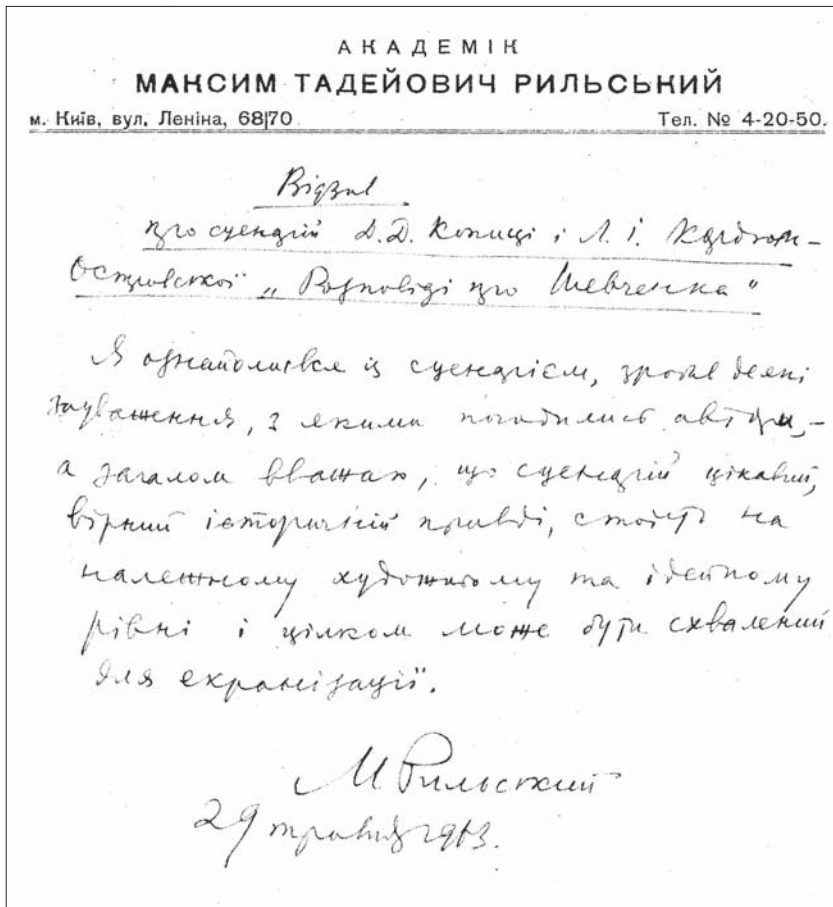 АКАДЕМІК
МАКСИМ ТАДЕЙОВИЧ РИЛЬСЬКИЙ
м. Київ, вул. Леніна, 68|70 Тел. № 4-20-50.
Відзив
про сценарій Д.Д. Копиці і Л. І.
Островської „Розповіді про Шевченка“
Я ознайомився із сценарієм, зробив деякі
зауваження, з якими погодились автори, –
а загалом вважаю, що сценарій цікавий,
вірний історичній правді, стоїть на
належному художньому та ідейному
рівні і цілком може бути схвалений
для екранізації.
М. Рильський
29 травня 1963.